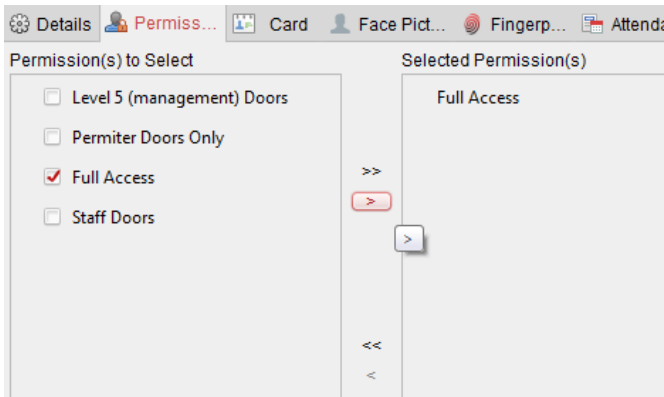 Details Permiss... Card Face Pict... Fingerp... Attenda
Permission(s) to Select Selected Permission(s)
Level 5 (management) Doors Full Access
Permiter Doors Only
Full Access
>>
>
Staff Doors
>
<<
<